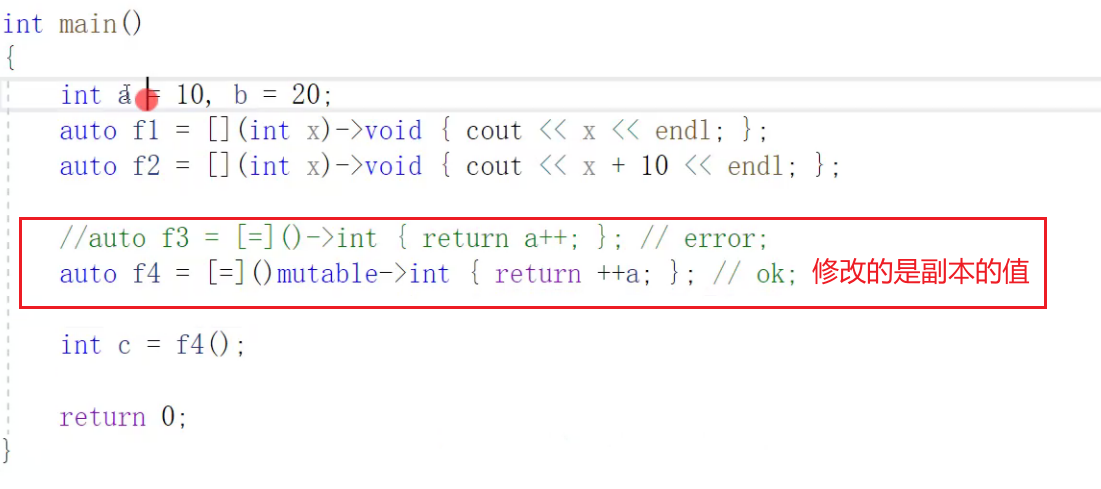 int main()
{
int a = 10, b = 20;
auto f1 = [](int x)->void { cout << x << endl; };
auto f2 = [](int x)->void { cout << x + 10 << endl; };
//auto f3 = [=]()->int { return a++; }; // error;
auto f4 = [=]()mutable->int { return ++a; }; // ok; 修改的是副本的值
int c = f4();
return 0;
}